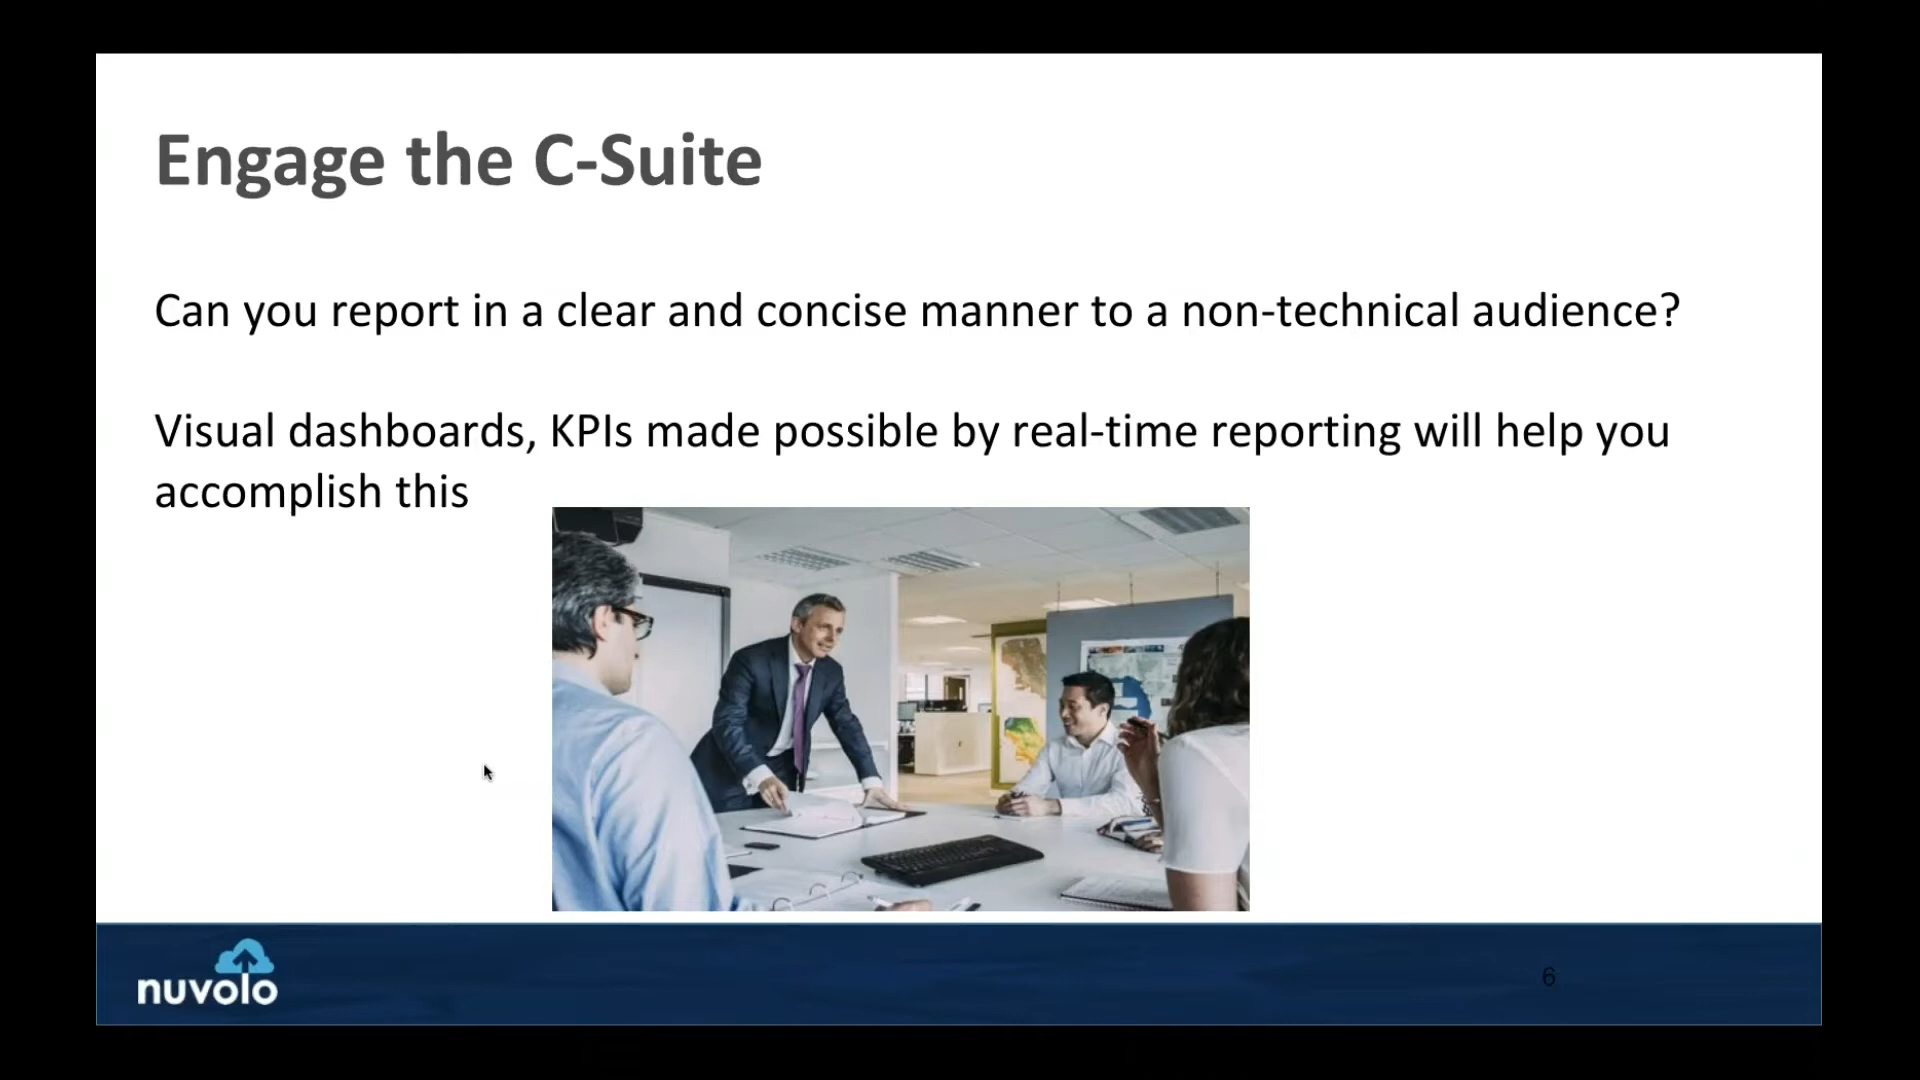 Engage the C-Suite
Can you report in a clear and concise manner to a non-technical audience?
Visual dashboards, KPIs made possible by real-time reporting will help you
accomplish this
nuvolo
6